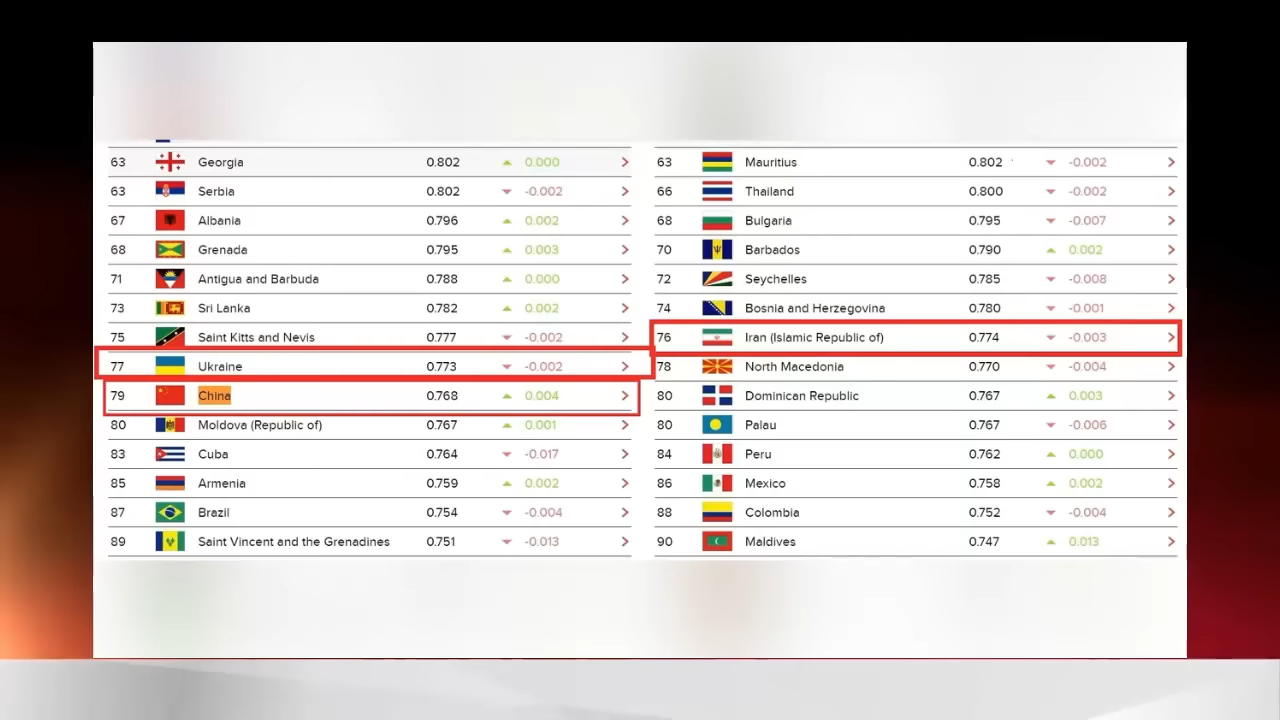 63 Georgia 0.802 0.000 > 63 Mauritius 0.802 -0.002 >
63 Serbia 0.802 -0.002 > 66 Thailand 0.800 -0.002 >
67 Albania 0.796 0.002 > 68 Bulgaria 0.795 -0.007 >
68 Grenada 0.795 0.003 > 70 Barbados 0.790 0.002 >
71 Antigua and Barbuda 0.788 0.000 > 72 Seychelles 0.785 -0.008 >
73 Sri Lanka 0.782 0.002 > 74 Bosnia and Herzegovina 0.780 -0.001 >
75 Saint Kitts and Nevis 0.777 -0.002 > 76 Iran (Islamic Republic of) 0.774 -0.003 >
77 Ukraine 0.773 -0.002 > 78 North Macedonia 0.770 -0.004 >
79 China 0.768 0.004 > 80 Dominican Republic 0.767 0.003 >
80 Moldova (Republic of) 0.767 0.001 > 80 Palau 0.767 -0.006 >
83 Cuba 0.764 -0.017 > 84 Peru 0.762 0.000 >
85 Armenia 0.759 0.002 > 86 Mexico 0.758 0.002 >
87 Brazil 0.754 -0.004 > 88 Colombia 0.752 -0.004 >
89 Saint Vincent and the Grenadines 0.751 -0.013 > 90 Maldives 0.747 0.013 >